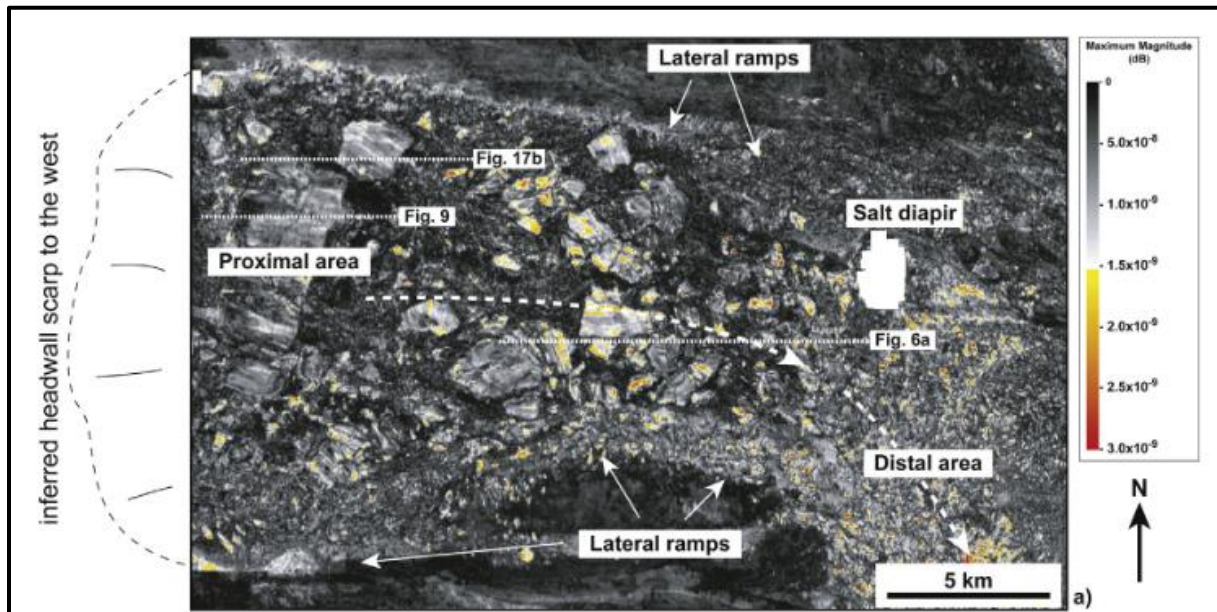 Lateral ramps
Maximum Magnitude
(dB)
0
5.0x10⁻⁸
1.0x10⁻⁹
1.5x10⁻⁹
2.0x10⁻⁹
2.5x10⁻⁹
3.0x10⁻⁹
inferred headwall scarp to the west
Fig. 17b
Fig. 9
Proximal area
Salt diapir
Fig. 6a
Distal area
Lateral ramps
N
5 km
a)